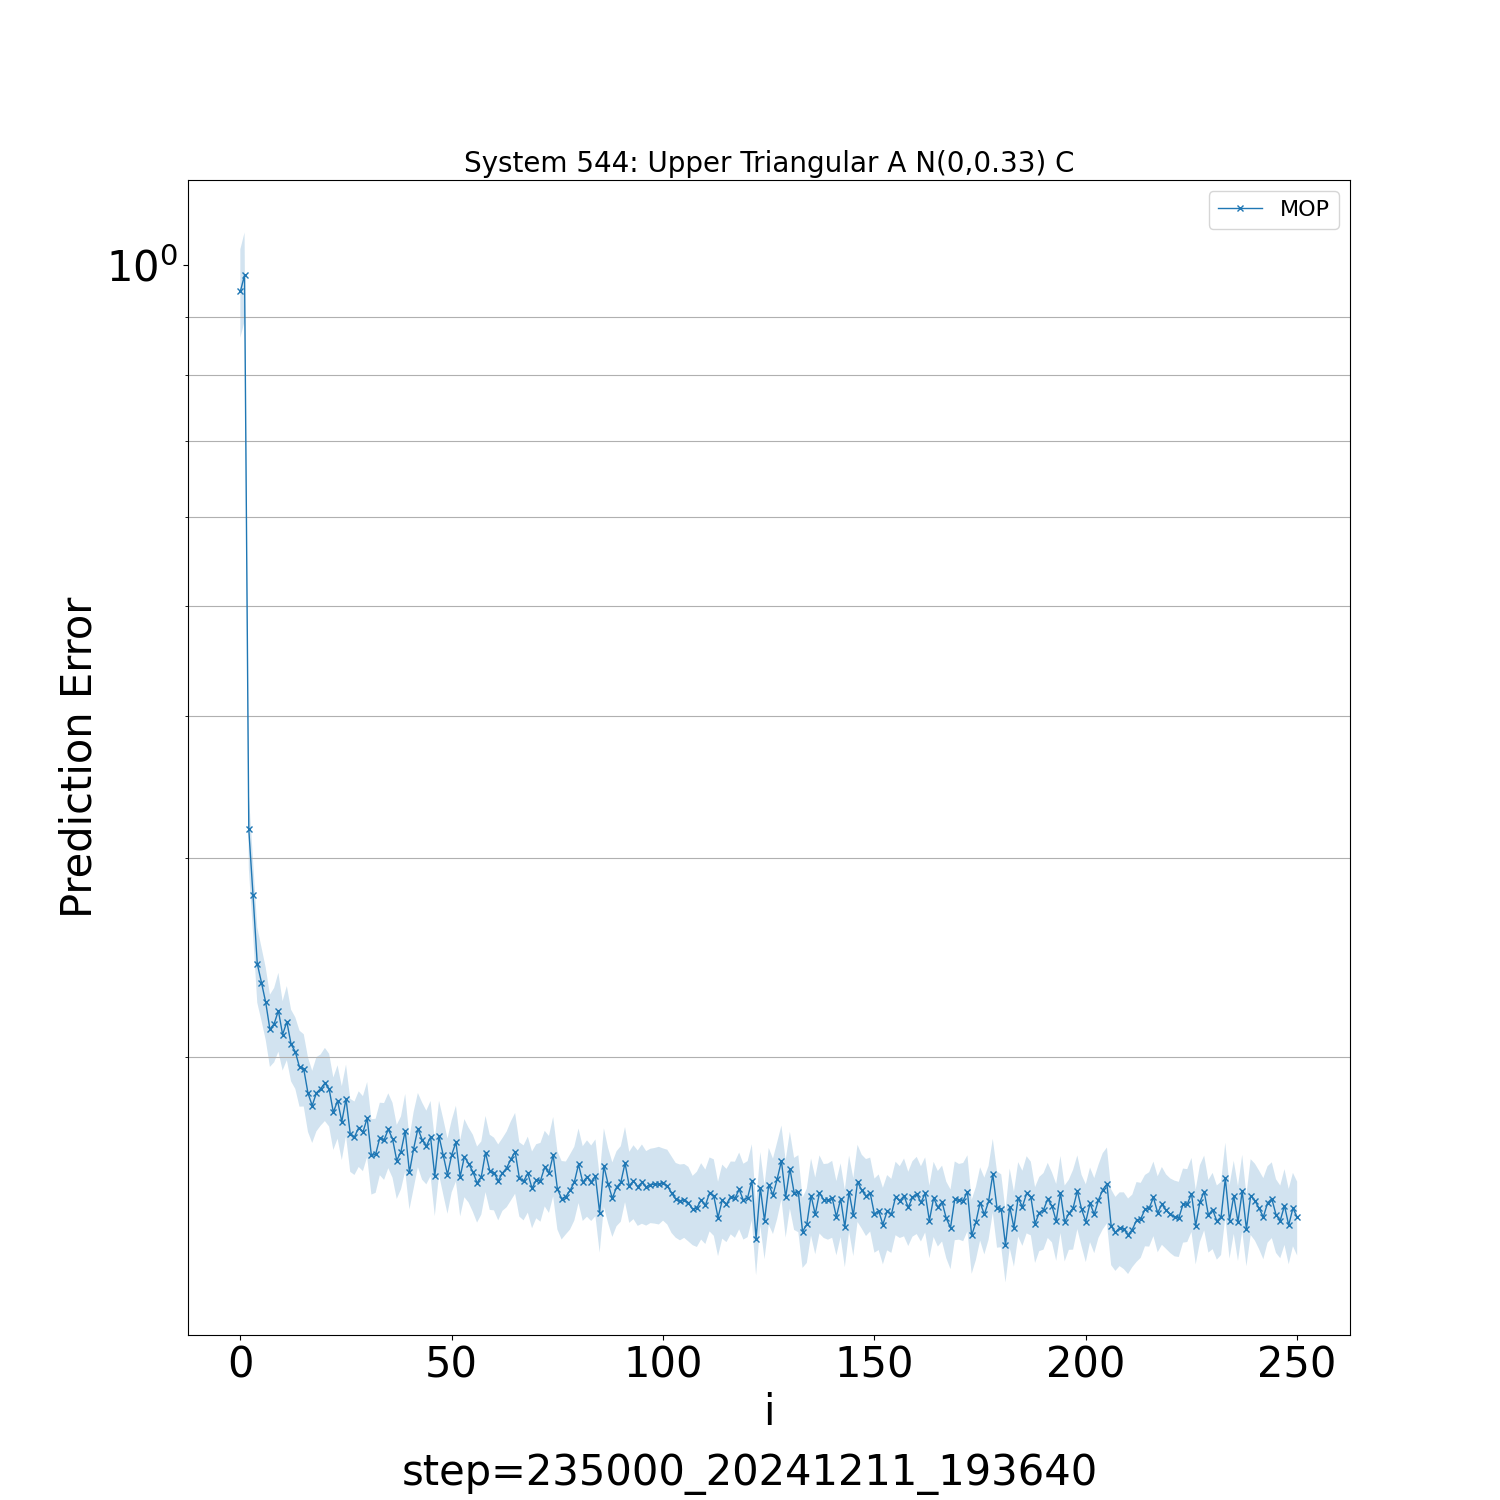 System 544: Upper Triangular A N(0,0.33) C
MOP
10⁰
Prediction Error
0 50 100 150 200 250
i
step=235000_20241211_193640